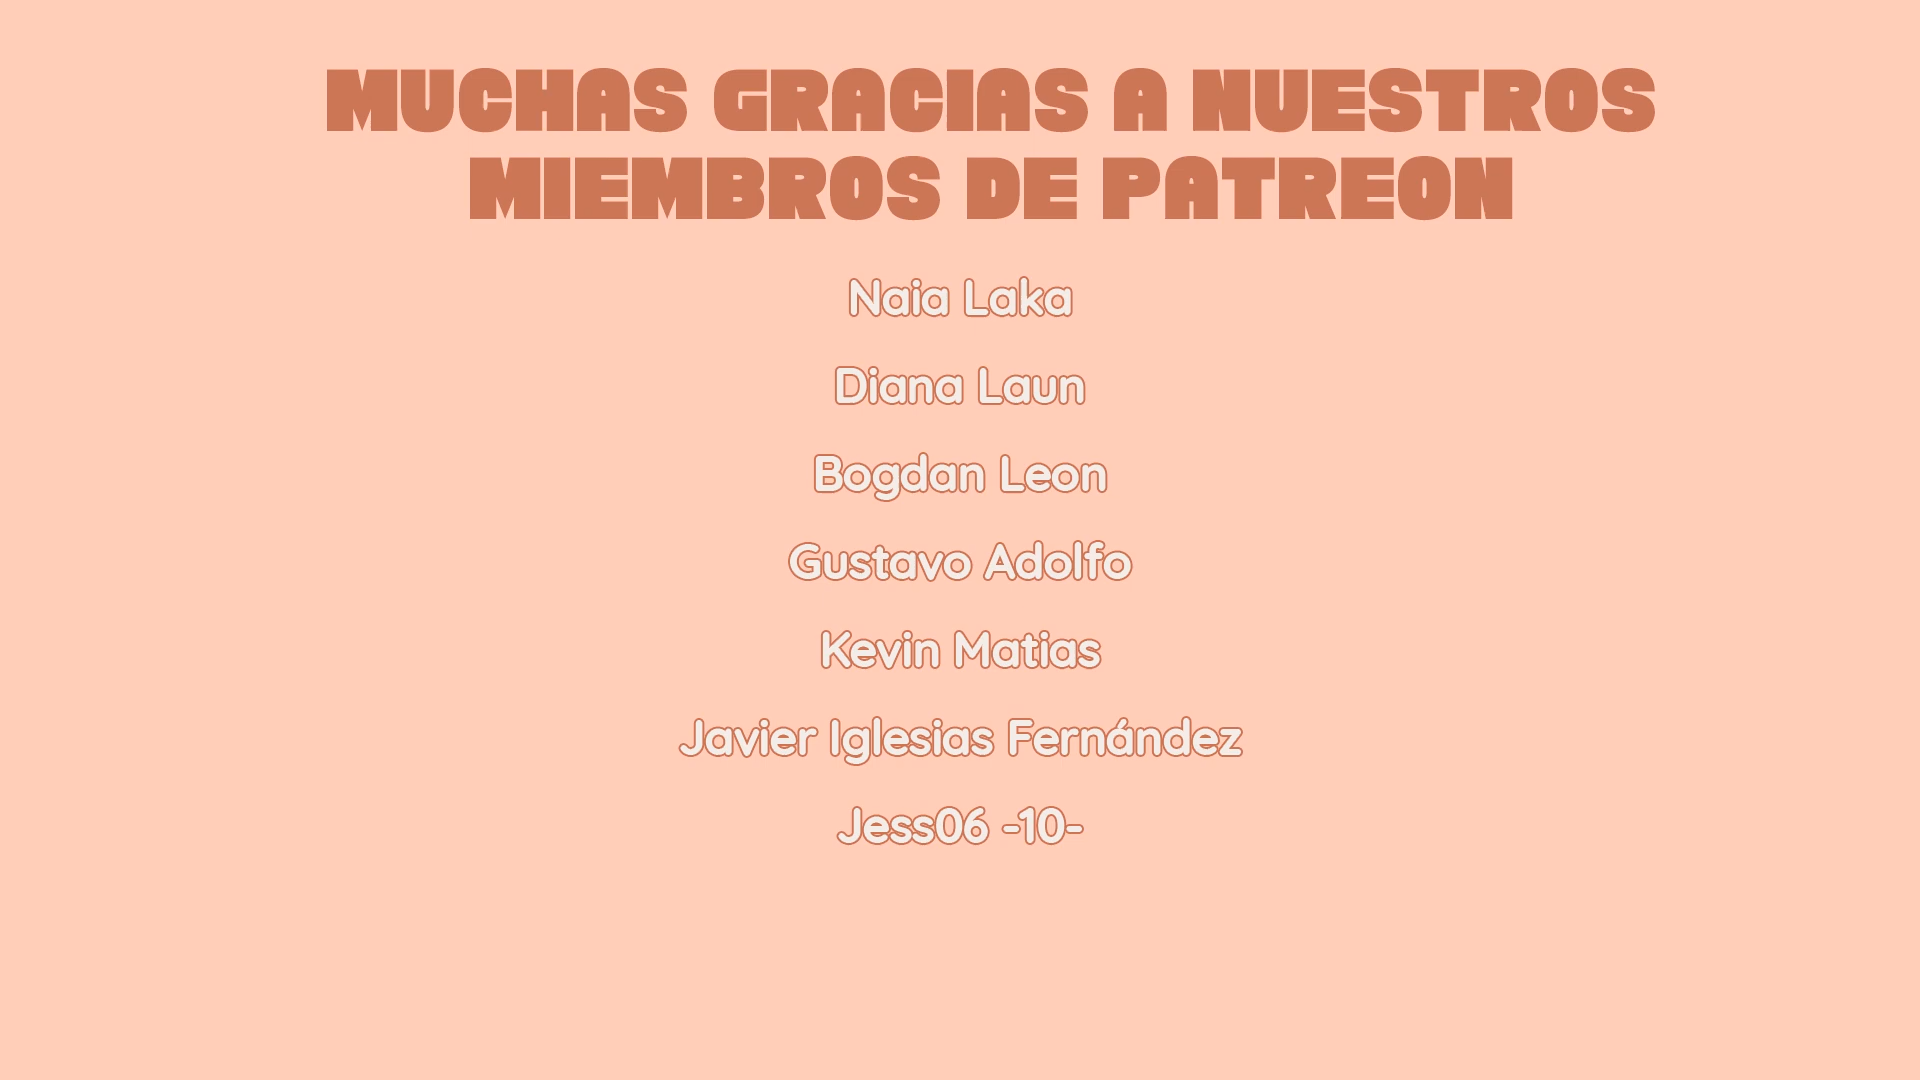 MUCHAS GRACIAS A NUESTROS
MIEMBROS DE PATREON
Naia Laka
Diana Laun
Bogdan Leon
Gustavo Adolfo
Kevin Matias
Javier Iglesias Fernández
Jess06 -10-